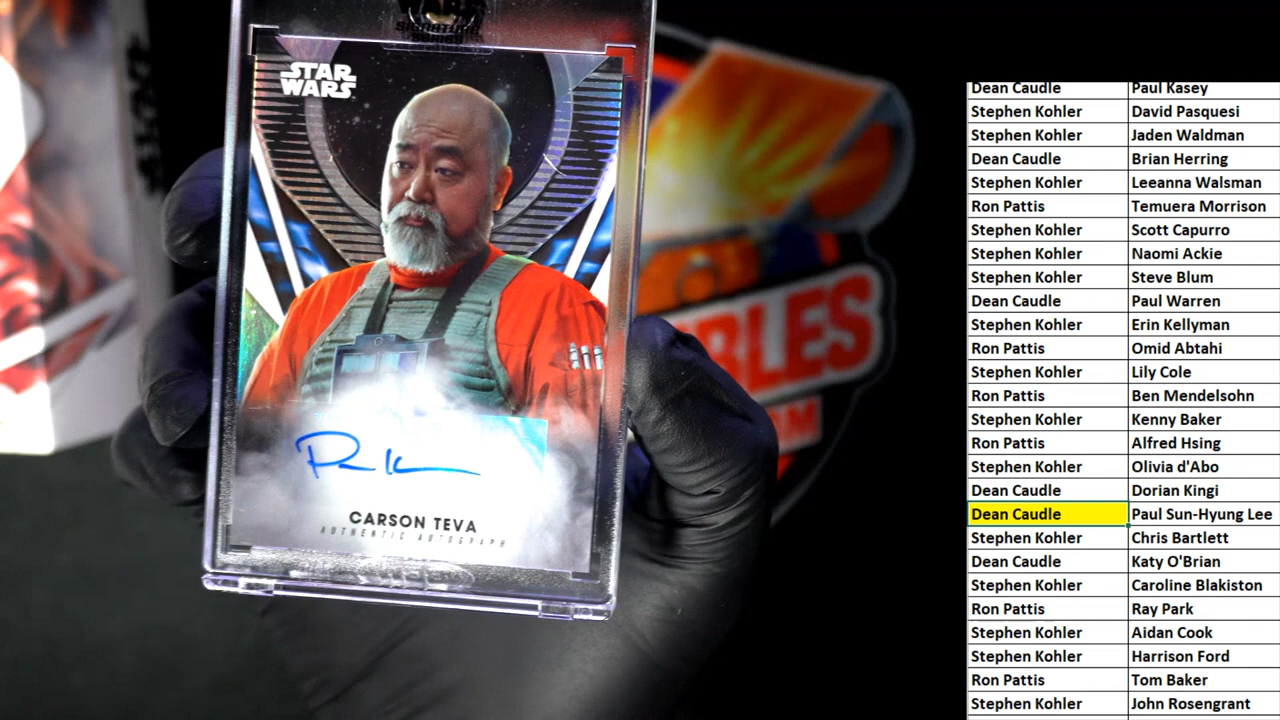 STAR
WARS
CARSON TEVA
AUTHENTIC AUTOGRAPH
SIGNATURE
SERIES
BLES
Dean Caudle Paul Kasey
Stephen Kohler David Pasquesi
Stephen Kohler Jaden Waldman
Dean Caudle Brian Herring
Stephen Kohler Leeanna Walsman
Ron Pattis Temuera Morrison
Stephen Kohler Scott Capurro
Stephen Kohler Naomi Ackie
Stephen Kohler Steve Blum
Dean Caudle Paul Warren
Stephen Kohler Erin Kellyman
Ron Pattis Omid Abtahi
Stephen Kohler Lily Cole
Ron Pattis Ben Mendelsohn
Stephen Kohler Kenny Baker
Ron Pattis Alfred Hsing
Stephen Kohler Olivia d'Abo
Dean Caudle Dorian Kingi
Dean Caudle Paul Sun-Hyung Lee
Stephen Kohler Chris Bartlett
Dean Caudle Katy O'Brian
Stephen Kohler Caroline Blakiston
Ron Pattis Ray Park
Stephen Kohler Aidan Cook
Stephen Kohler Harrison Ford
Ron Pattis Tom Baker
Stephen Kohler John Rosengrant